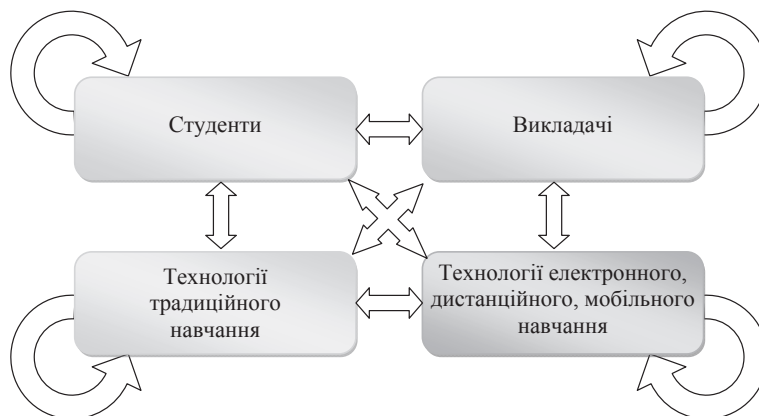 Студенти
Викладачі
Технології
традиційного
навчання
Технології електронного,
дистанційного, мобільного
навчання